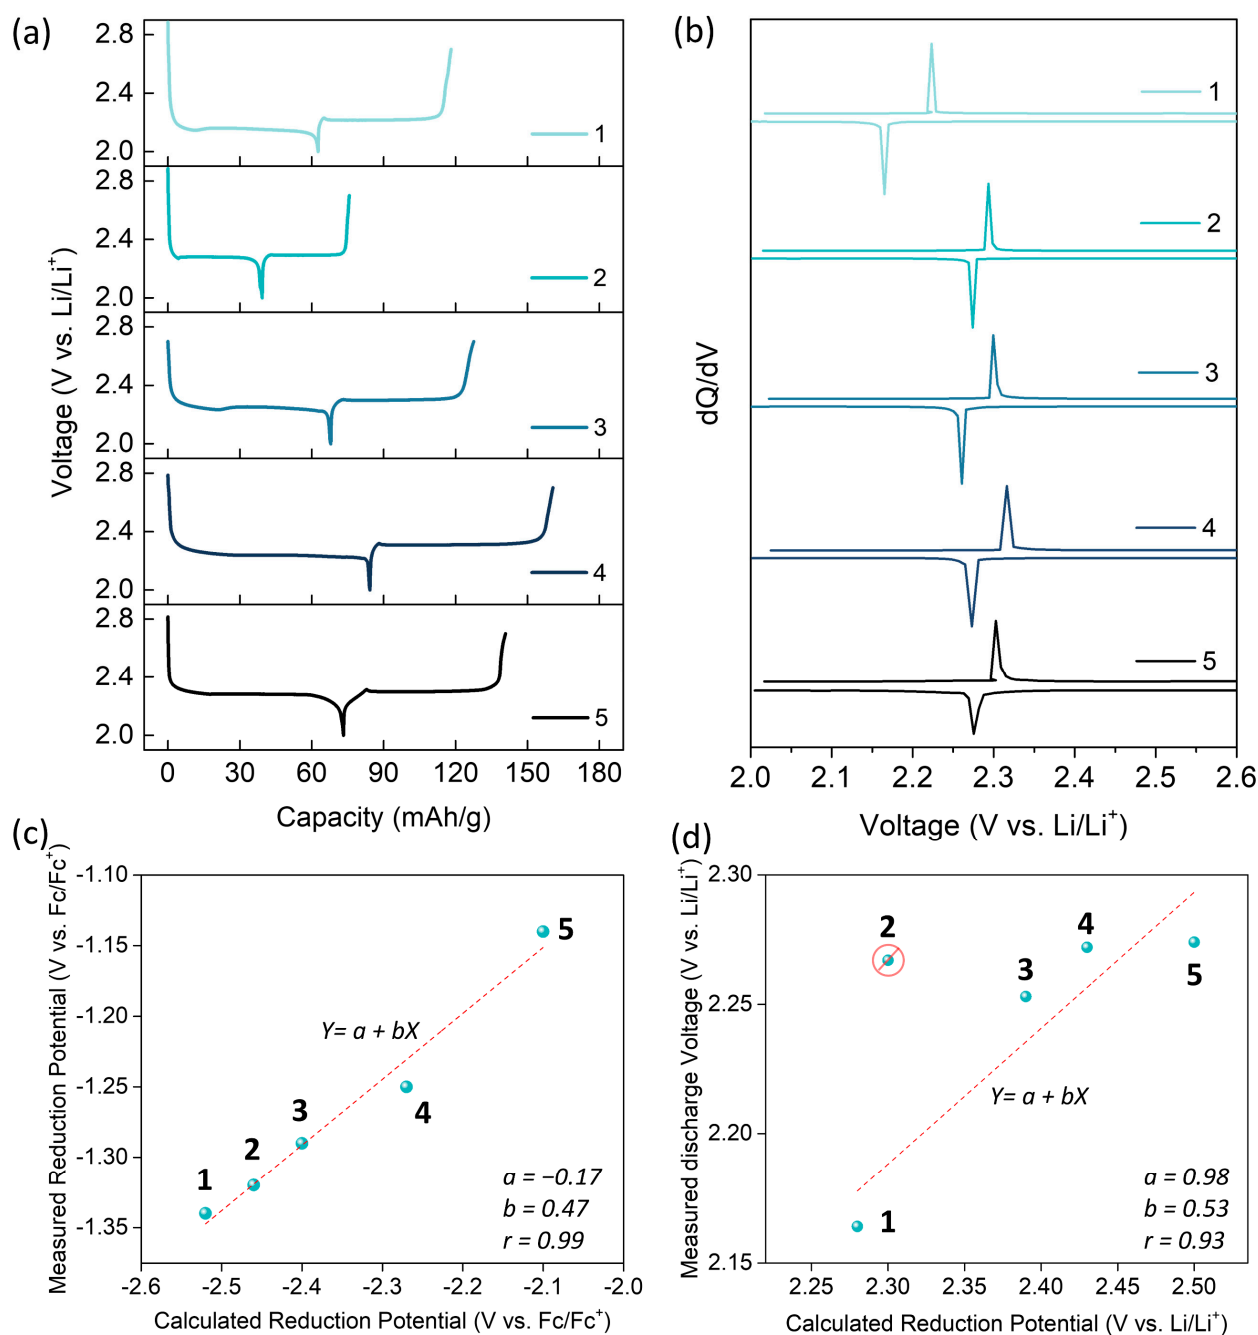 (a)
2.8
2.4
2.0
1
2.8
2.4
2.0
2
2.8
2.4
2.0
3
2.8
2.4
2.0
4
2.8
2.4
2.0
5
0 30 60 90 120 150 180
Capacity (mAh/g)
Voltage (V vs. Li/Li⁺)
(b)
1
2
3
4
5
2.0 2.1 2.2 2.3 2.4 2.5 2.6
Voltage (V vs. Li/Li⁺)
dQ/dV
(c)
-1.10
-1.15
-1.20
-1.25
-1.30
-1.35
Measured Reduction Potential (V vs. Fc/Fc⁺)
5
Y= a + bX
4
3
2
1
a = −0.17
b = 0.47
r = 0.99
-2.6 -2.5 -2.4 -2.3 -2.2 -2.1 -2.0
Calculated Reduction Potential (V vs. Fc/Fc⁺)
(d)
2.30
2.25
2.20
2.15
Measured discharge Voltage (V vs. Li/Li⁺)
2
4
3
5
Y= a + bX
1
a = 0.98
b = 0.53
r = 0.93
2.25 2.30 2.35 2.40 2.45 2.50
Calculated Reduction Potential (V vs. Li/Li⁺)